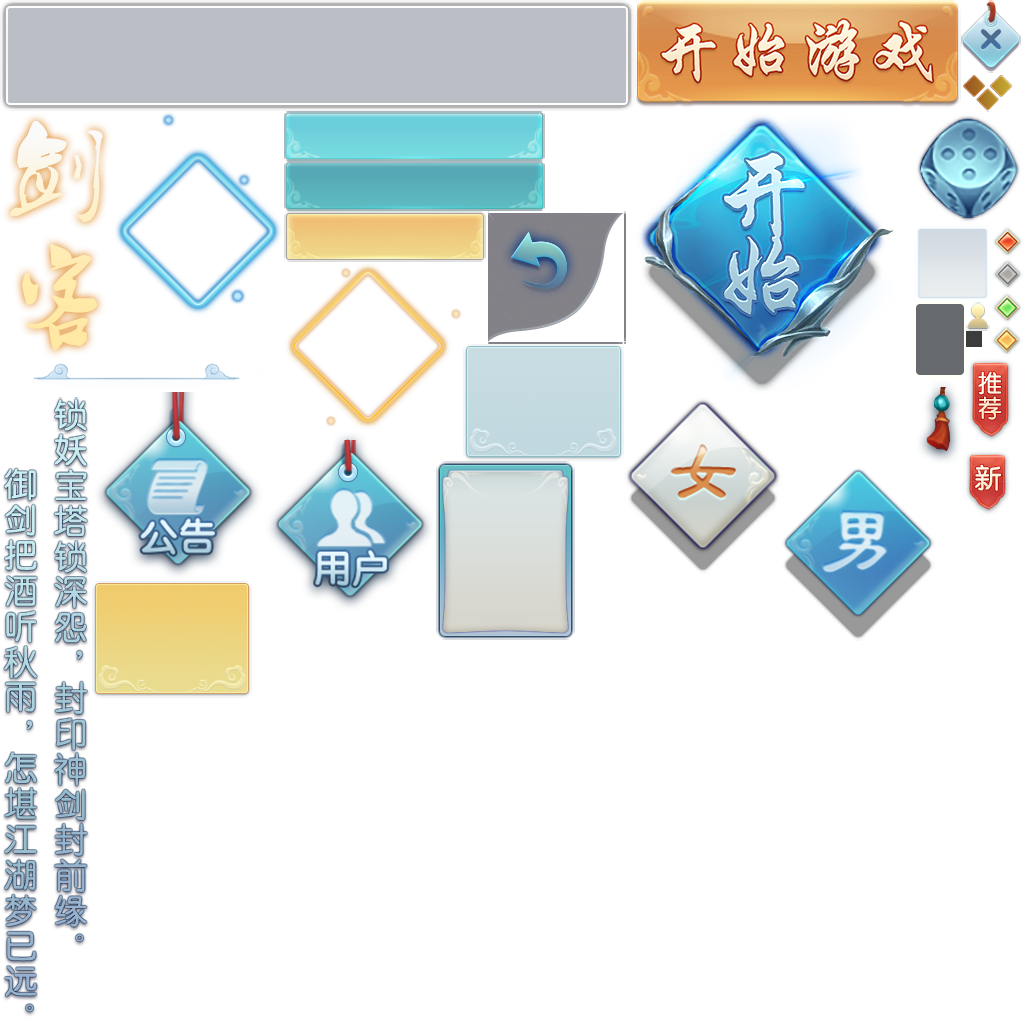 开始游戏
剑客
开始
推荐
新
女
男
公告
用户
锁妖宝塔锁深怨，封印神剑封前缘。
御剑把酒听秋雨，怎堪江湖梦已远。